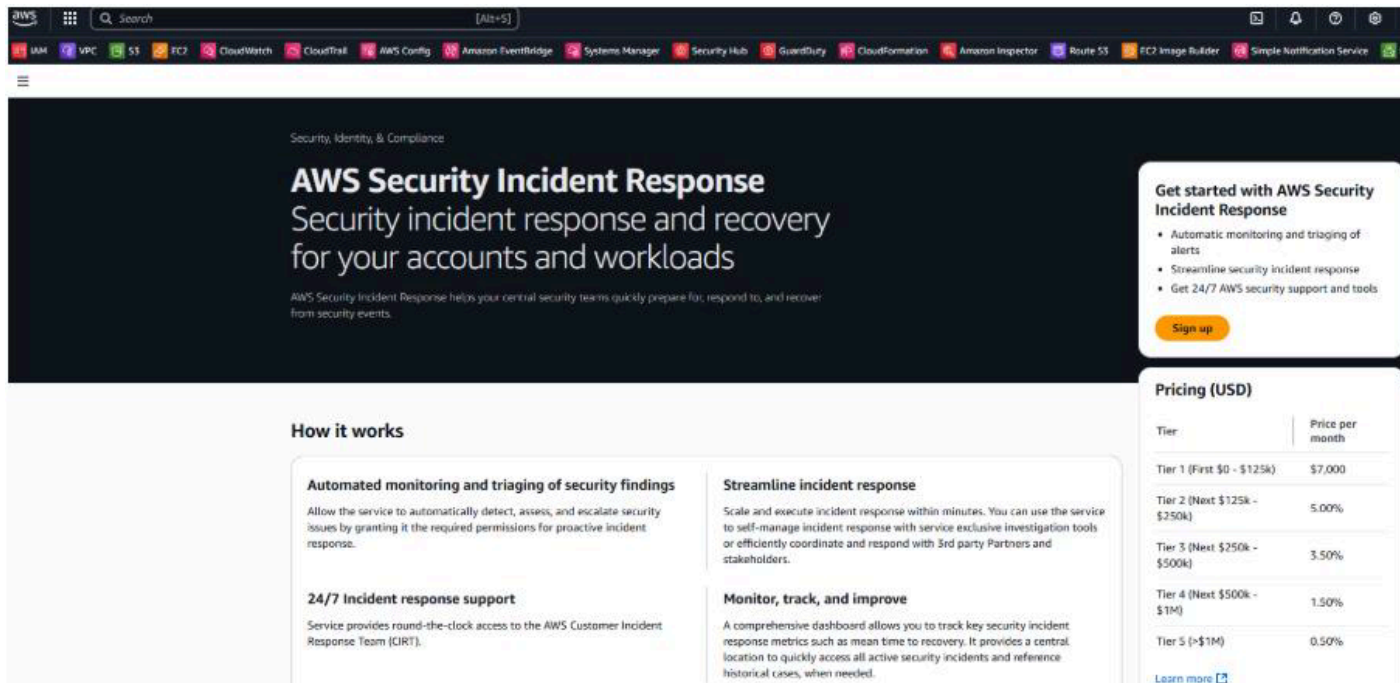 aws
Search [Alt+S]
IAM VPC S3 EC2 CloudWatch CloudTrail AWS Config Amazon EventBridge Systems Manager Security Hub GuardDuty CloudFormation Amazon Inspector Route 53 EC2 Image Builder Simple Notification Service
Security, Identity, & Compliance
AWS Security Incident Response
Security incident response and recovery
for your accounts and workloads
AWS Security Incident Response helps your central security teams quickly prepare for, respond to, and recover
from security events.
Get started with AWS Security
Incident Response
• Automatic monitoring and triaging of
alerts
• Streamline security incident response
• Get 24/7 AWS security support and tools
Sign up
How it works
Automated monitoring and triaging of security findings
Allow the service to automatically detect, assess, and escalate security
issues by granting it the required permissions for proactive incident
response.
Streamline incident response
Scale and execute incident response within minutes. You can use the service
to self-manage incident response with service exclusive investigation tools
or efficiently coordinate and respond with 3rd party Partners and
stakeholders.
24/7 Incident response support
Service provides round-the-clock access to the AWS Customer Incident
Response Team (CIRT).
Monitor, track, and improve
A comprehensive dashboard allows you to track key security incident
response metrics such as mean time to recovery. It provides a central
location to quickly access all active security incidents and reference
historical cases, when needed.
Pricing (USD)
Tier Price per
month
Tier 1 (First $0 - $125k) $7,000
Tier 2 (Next $125k -
$250k) 5.00%
Tier 3 (Next $250k -
$500k) 3.50%
Tier 4 (Next $500k -
$1M) 1.50%
Tier 5 (>$1M) 0.50%
Learn more